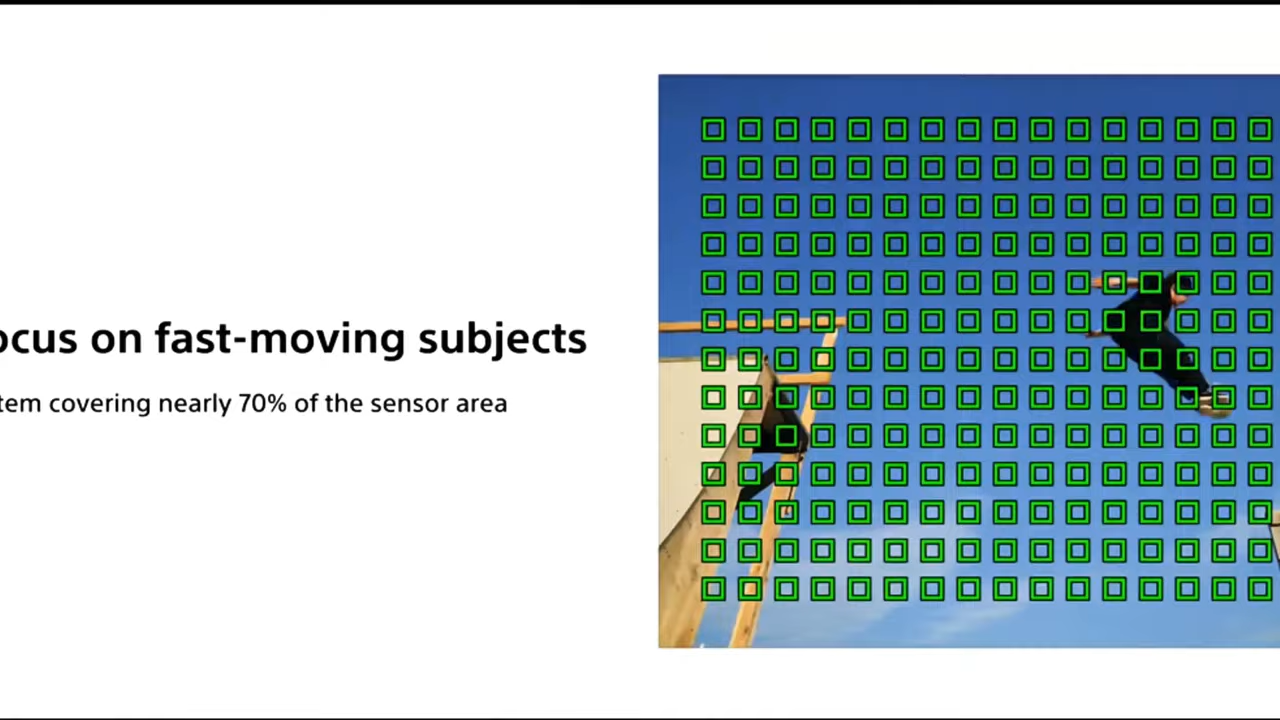 ocus on fast-moving subjects
tem covering nearly 70% of the sensor area